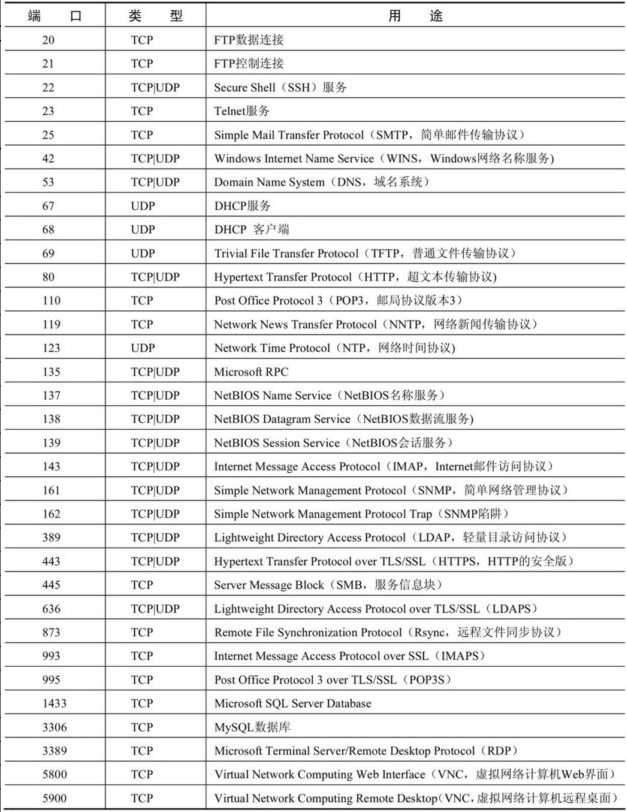 端 口 类 型 用 途
20 TCP FTP数据连接
21 TCP FTP控制连接
22 TCP|UDP Secure Shell（SSH）服务
23 TCP Telnet服务
25 TCP Simple Mail Transfer Protocol（SMTP，简单邮件传输协议）
42 TCP|UDP Windows Internet Name Service（WINS，Windows网络名称服务)
53 TCP|UDP Domain Name System（DNS，域名系统）
67 UDP DHCP服务
68 UDP DHCP 客户端
69 UDP Trivial File Transfer Protocol（TFTP，普通文件传输协议）
80 TCP|UDP Hypertext Transfer Protocol（HTTP，超文本传输协议)
110 TCP Post Office Protocol 3（POP3，邮局协议版本3）
119 TCP Network News Transfer Protocol（NNTP，网络新闻传输协议）
123 UDP Network Time Protocol（NTP，网络时间协议)
135 TCP|UDP Microsoft RPC
137 TCP|UDP NetBIOS Name Service（NetBIOS名称服务）
138 TCP|UDP NetBIOS Datagram Service（NetBIOS数据流服务)
139 TCP|UDP NetBIOS Session Service（NetBIOS会话服务）
143 TCP|UDP Internet Message Access Protocol（IMAP，Internet邮件访问协议）
161 TCP|UDP Simple Network Management Protocol（SNMP，简单网络管理协议）
162 TCP|UDP Simple Network Management Protocol Trap（SNMP陷阱）
389 TCP|UDP Lightweight Directory Access Protocol（LDAP，轻量目录访问协议）
443 TCP|UDP Hypertext Transfer Protocol over TLS/SSL（HTTPS，HTTP的安全版）
445 TCP Server Message Block（SMB，服务信息块）
636 TCP|UDP Lightweight Directory Access Protocol over TLS/SSL（LDAPS）
873 TCP Remote File Synchronization Protocol（Rsync，远程文件同步协议）
993 TCP Internet Message Access Protocol over SSL（IMAPS）
995 TCP Post Office Protocol 3 over TLS/SSL（POP3S）
1433 TCP Microsoft SQL Server Database
3306 TCP MySQL数据库
3389 TCP Microsoft Terminal Server/Remote Desktop Protocol（RDP）
5800 TCP Virtual Network Computing Web Interface（VNC，虚拟网络计算机Web界面）
5900 TCP Virtual Network Computing Remote Desktop（VNC，虚拟网络计算机远程桌面）